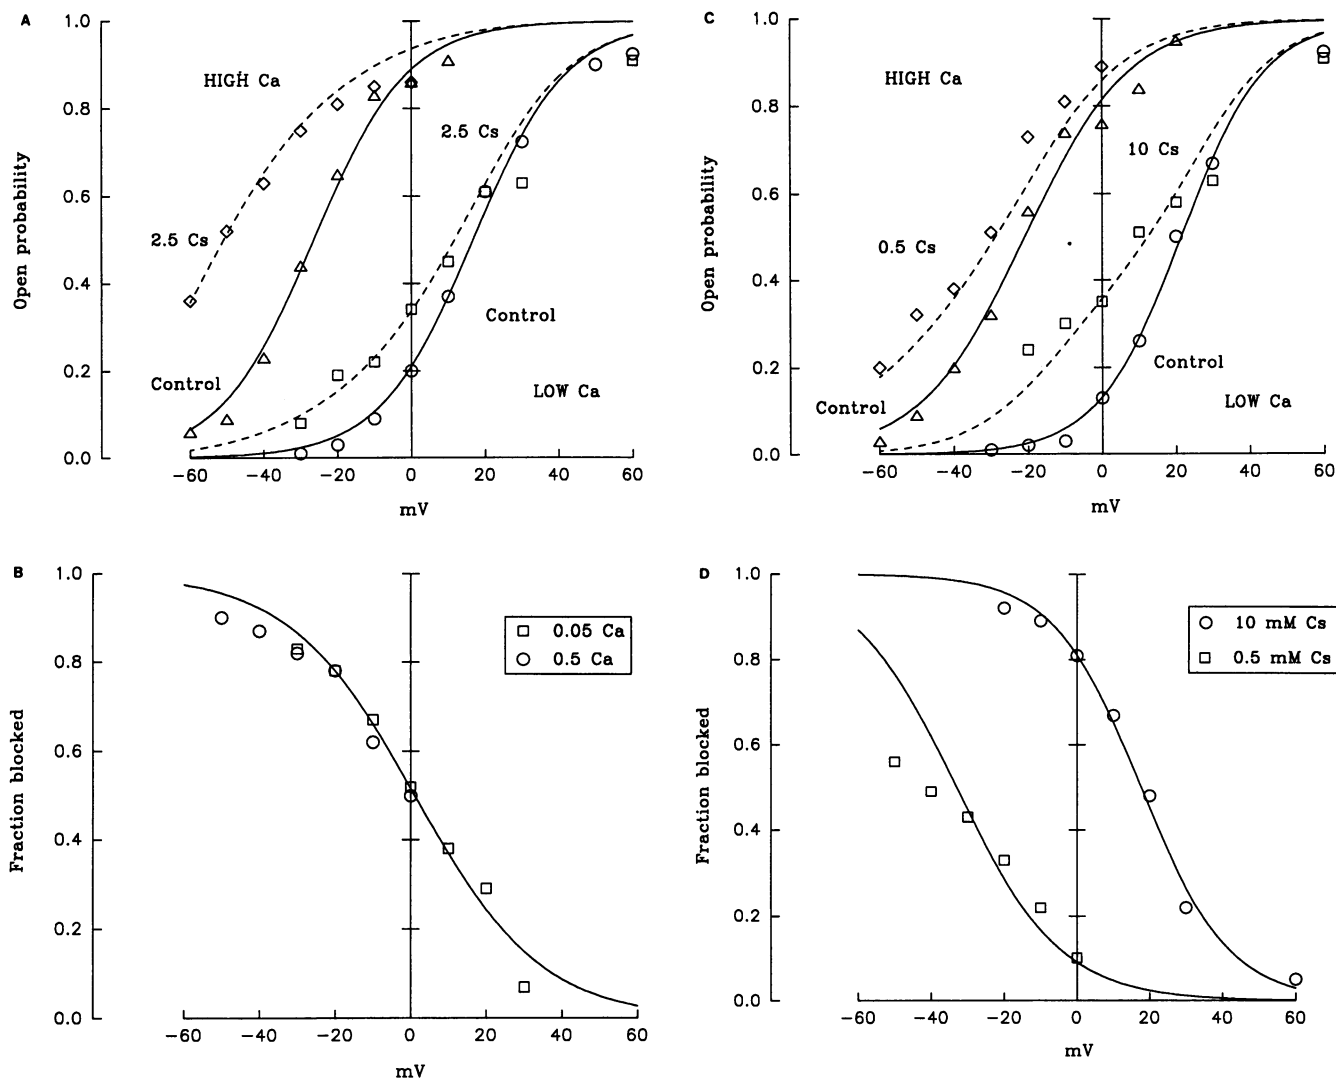 A
1.0
0.8
0.6
0.4
0.2
0.0
Open probability
HIGH Ca
2.5 Cs
2.5 Cs
Control
Control
LOW Ca
−60 −40 −20 0 20 40 60
mV
C
1.0
0.8
0.6
0.4
0.2
0.0
Open probability
HIGH Ca
10 Cs
0.5 Cs
Control
Control
LOW Ca
−60 −40 −20 0 20 40 60
mV
B
1.0
0.8
0.6
0.4
0.2
0.0
Fraction blocked
0.05 Ca
0.5 Ca
−60 −40 −20 0 20 40 60
mV
D
1.0
0.8
0.6
0.4
0.2
0.0
Fraction blocked
10 mM Cs
0.5 mM Cs
−60 −40 −20 0 20 40 60
mV